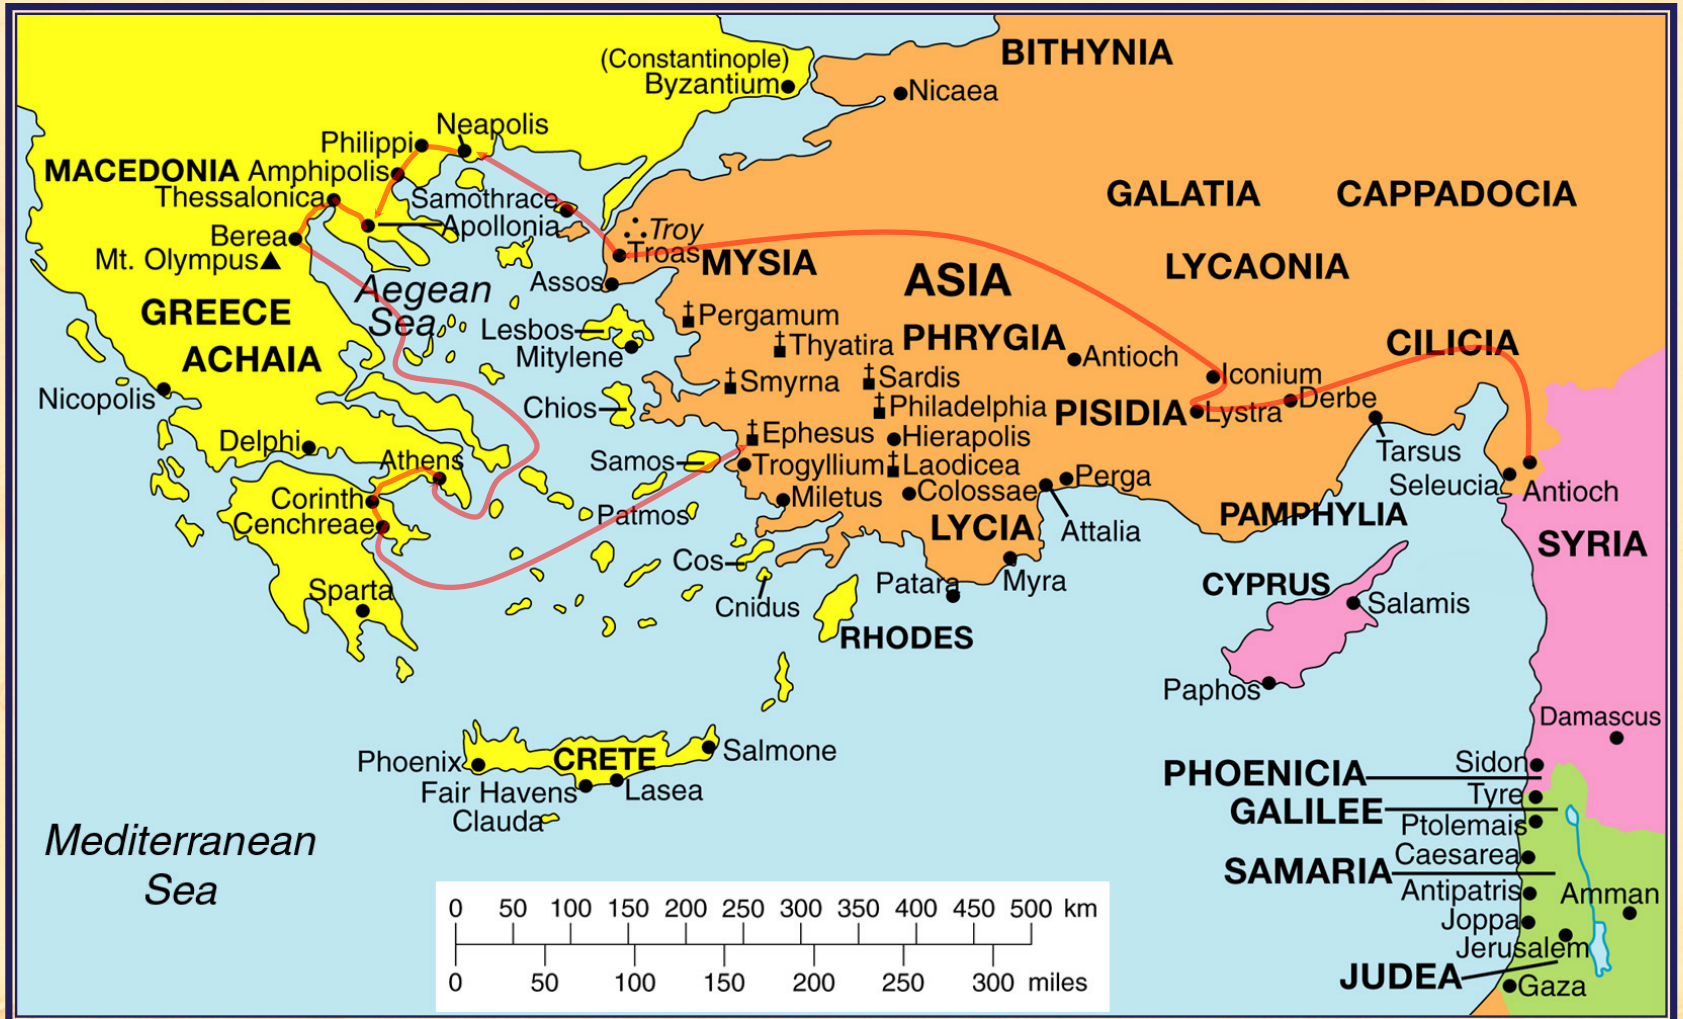 BITHYNIA
(Constantinople)
Byzantium
Nicaea
Neapolis
Philippi
MACEDONIA
Amphipolis
Thessalonica
Samothrace
Apollonia
GALATIA
CAPPADOCIA
Troy
Troas
Berea
Mt. Olympus
MYSIA
LYCAONIA
Aegean
Sea
Assos
ASIA
GREECE
Pergamum
Lesbos
Mitylene
Thyatira
PHRYGIA
Antioch
CILICIA
ACHAIA
Nicopolis
Smyrna
Sardis
Iconium
Chios
Philadelphia
PISIDIA
Lystra
Derbe
Delphi
Athens
Ephesus
Hierapolis
Tarsus
Samos
Trogyllium
Laodicea
Perga
Seleucia
Antioch
Corinth
Cenchreae
Miletus
Colossae
Patmos
LYCIA
Attalia
PAMPHYLIA
SYRIA
Cos
Cnidus
Patara
Myra
CYPRUS
Salamis
Sparta
RHODES
Paphos
Damascus
Phoenix
CRETE
Salmone
Fair Havens
Lasea
Clauda
PHOENICIA
Sidon
Tyre
GALILEE
Ptolemais
Caesarea
SAMARIA
Antipatris
Amman
Joppa
Jerusalem
JUDEA
Gaza
Mediterranean
Sea
0 50 100 150 200 250 300 350 400 450 500 km
0 50 100 150 200 250 300 miles